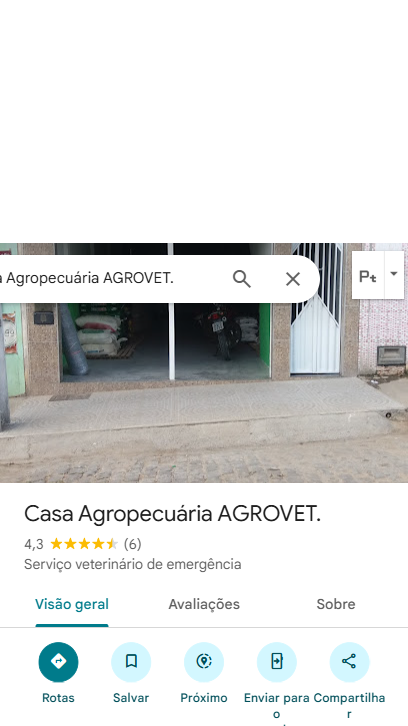 a Agropecuária AGROVET.
Pt
Casa Agropecuária AGROVET.
4,3 (6)
Serviço veterinário de emergência
Visão geral Avaliações Sobre
Rotas Salvar Próximo Enviar para o Compartilhar